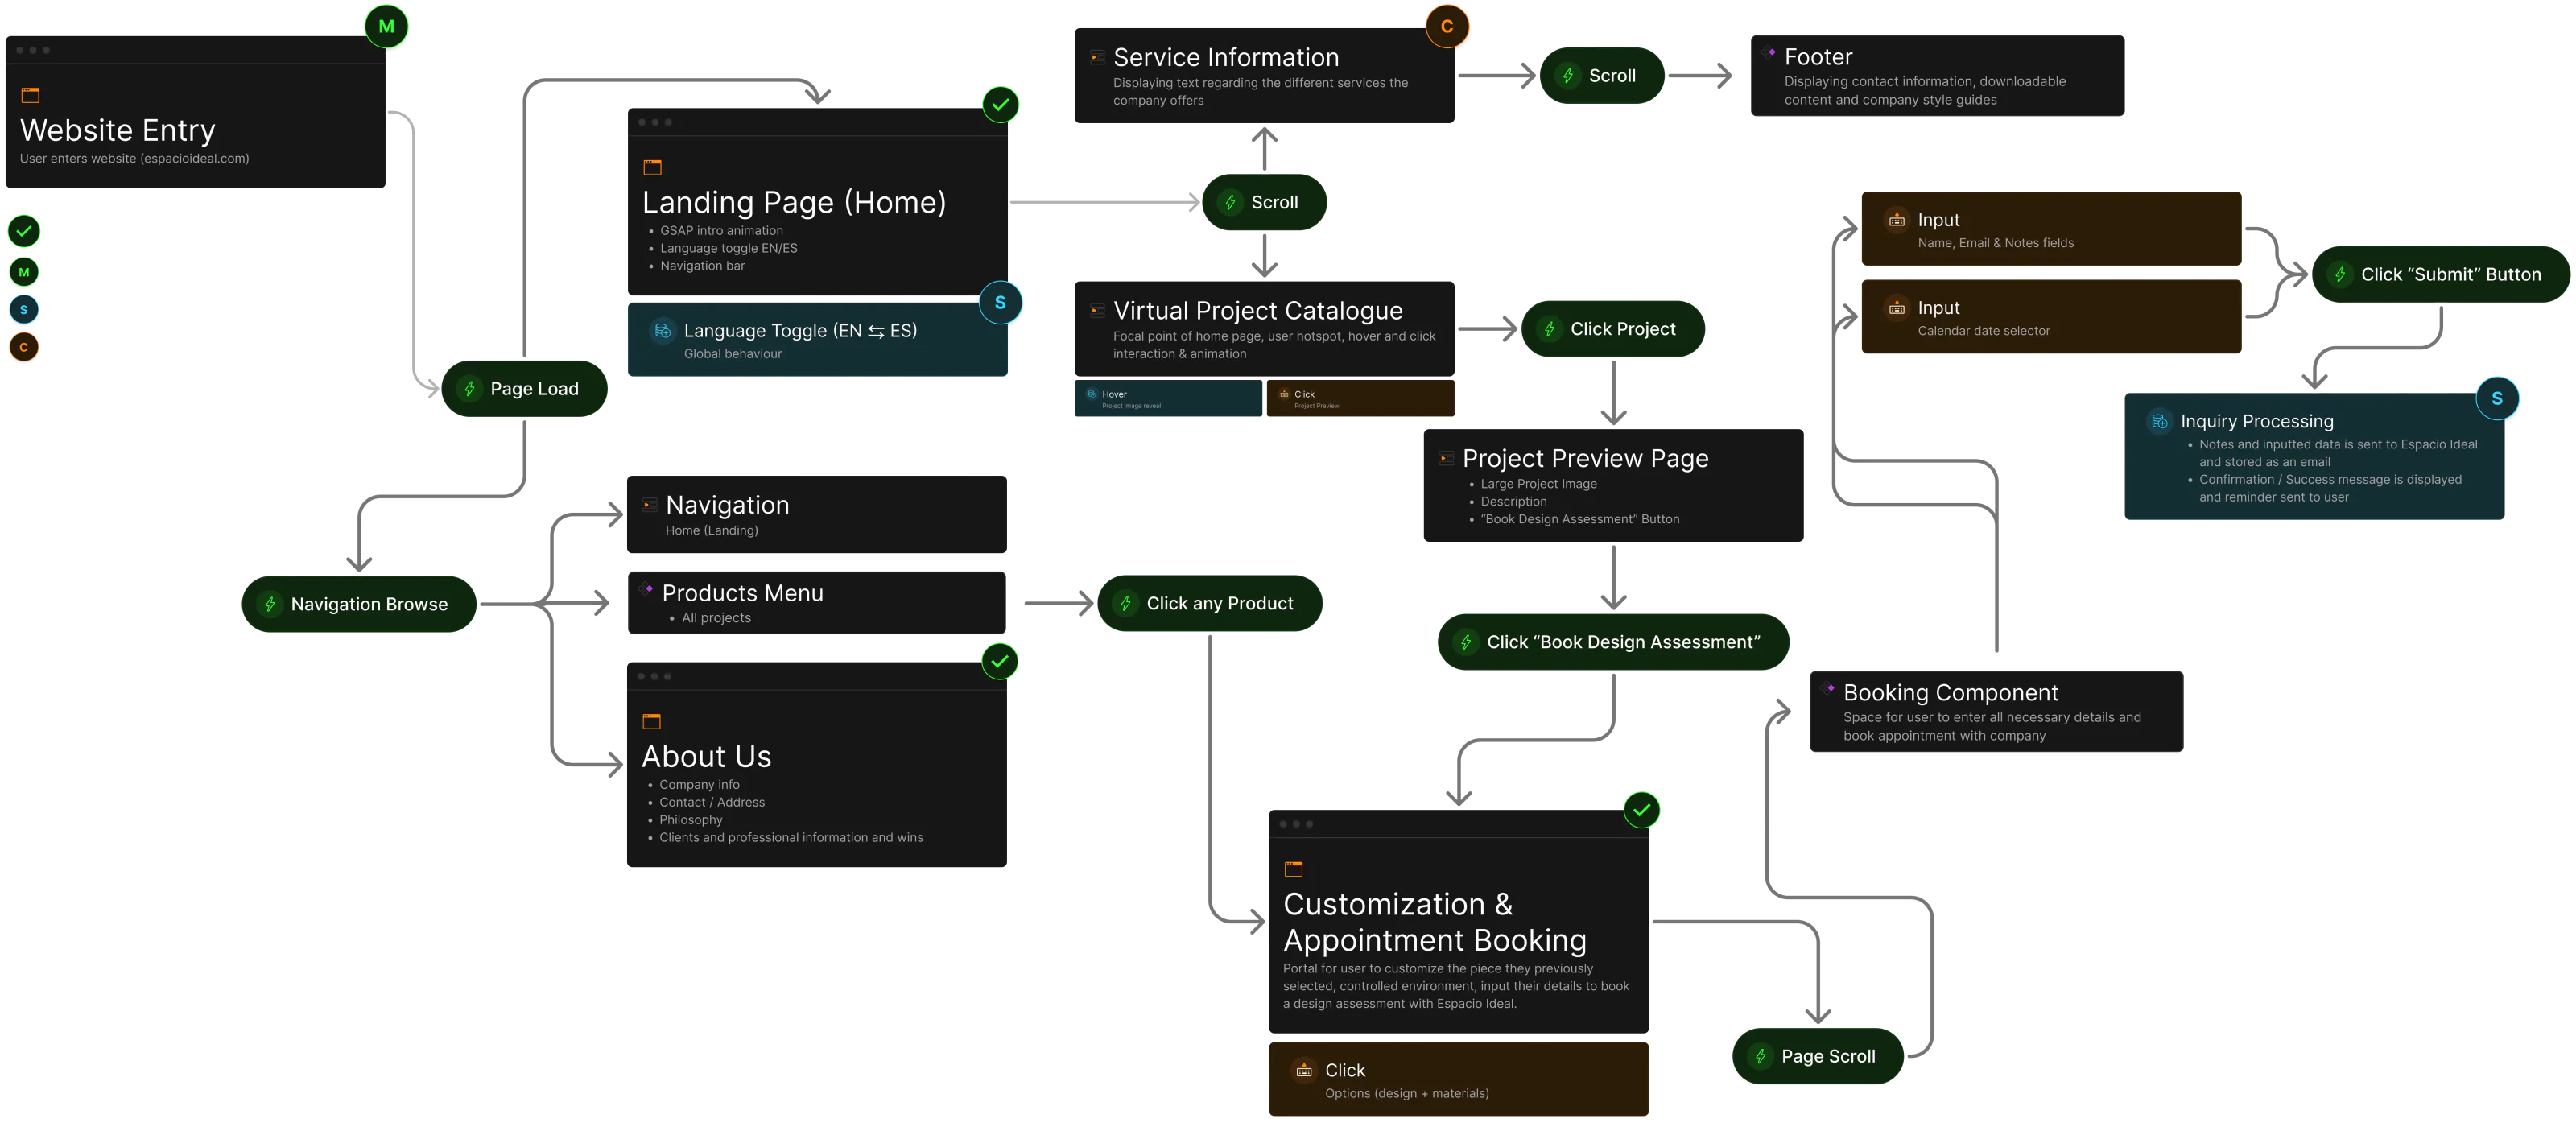 M
Website Entry
User enters website (espacioideal.com)
M
S
C
Page Load
Landing Page (Home)
GSAP intro animation
Language toggle EN/ES
Navigation bar
S
Language Toggle (EN ⇆ ES)
Global behaviour
Navigation Browse
Navigation
Home (Landing)
Products Menu
All projects
About Us
Company info
Contact / Address
Philosophy
Clients and professional information and wins
C
Service Information
Displaying text regarding the different services the
company offers
Scroll
Footer
Displaying contact information, downloadable
content and company style guides
Scroll
Virtual Project Catalogue
Focal point of home page, user hotspot, hover and click
interaction & animation
Hover
Project image reveal
Click
Project Preview
Click Project
Project Preview Page
Large Project Image
Description
“Book Design Assessment” Button
Click any Product
Click “Book Design Assessment”
Customization &
Appointment Booking
Portal for user to customize the piece they previously
selected, controlled environment, input their details to book
a design assessment with Espacio Ideal.
Click
Options (design + materials)
Page Scroll
Booking Component
Space for user to enter all necessary details and
book appointment with company
Input
Name, Email & Notes fields
Input
Calendar date selector
Click “Submit” Button
S
Inquiry Processing
Notes and inputted data is sent to Espacio Ideal
and stored as an email
Confirmation / Success message is displayed
and reminder sent to user